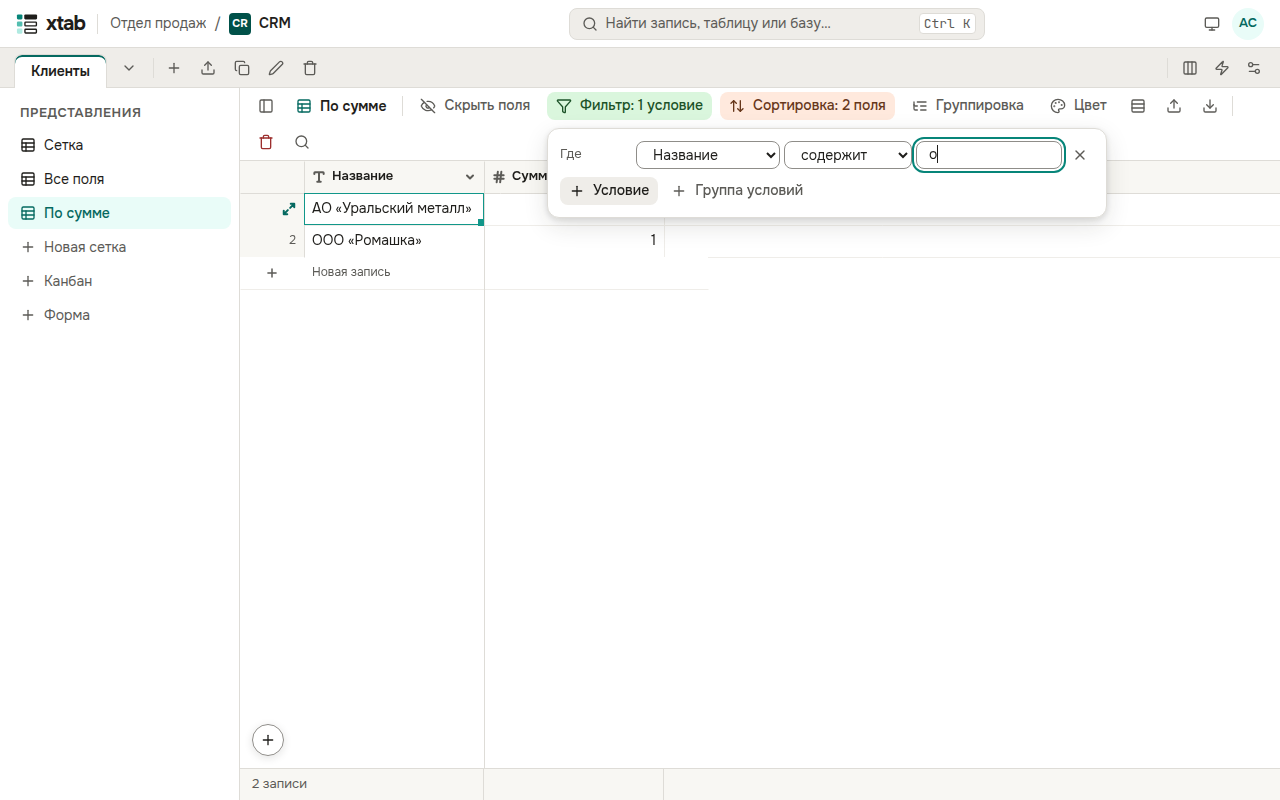 xtab
Отдел продаж / CR CRM
Найти запись, таблицу или базу... Ctrl K
АС
Клиенты
ПРЕДСТАВЛЕНИЯ
Сетка
Все поля
По сумме
Новая сетка
Канбан
Форма
По сумме
Скрыть поля
Фильтр: 1 условие
Сортировка: 2 поля
Группировка
Цвет
Где Название содержит о
Условие Группа условий
Название Сумм
АО «Уральский металл»
2 ООО «Ромашка» 1
Новая запись
2 записи